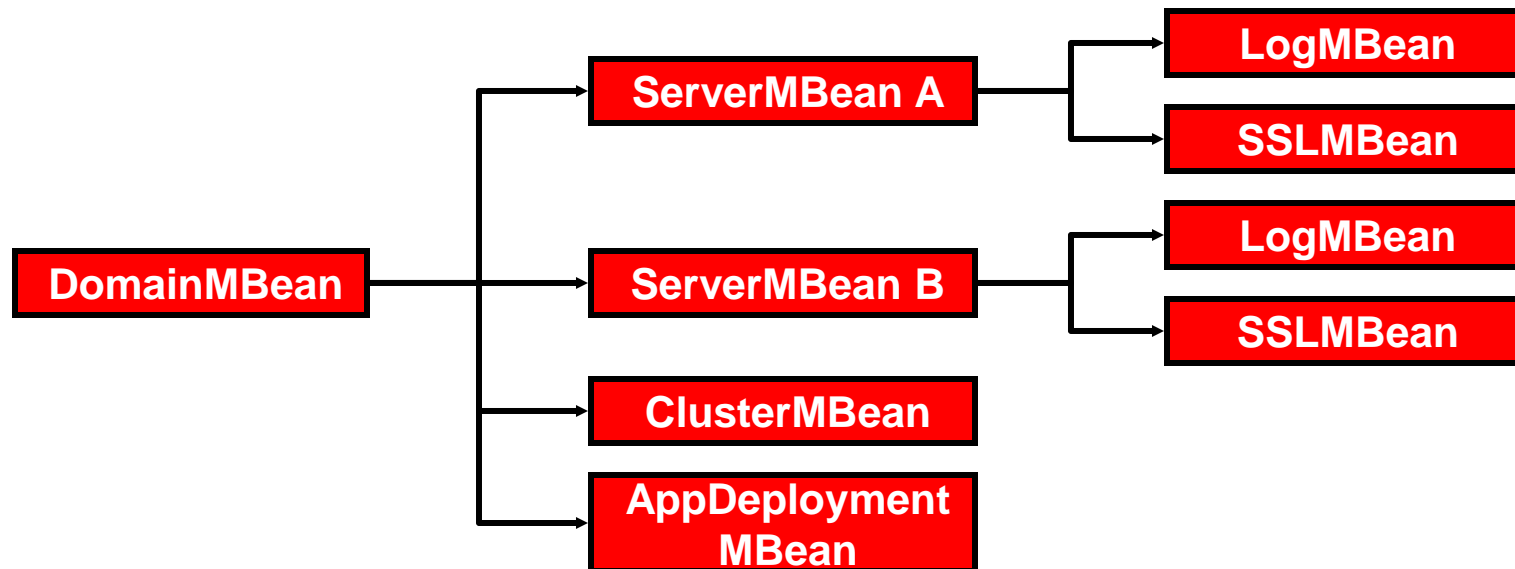 LogMBean
ServerMBean A
SSLMBean
LogMBean
DomainMBean
ServerMBean B
SSLMBean
ClusterMBean
AppDeployment
MBean